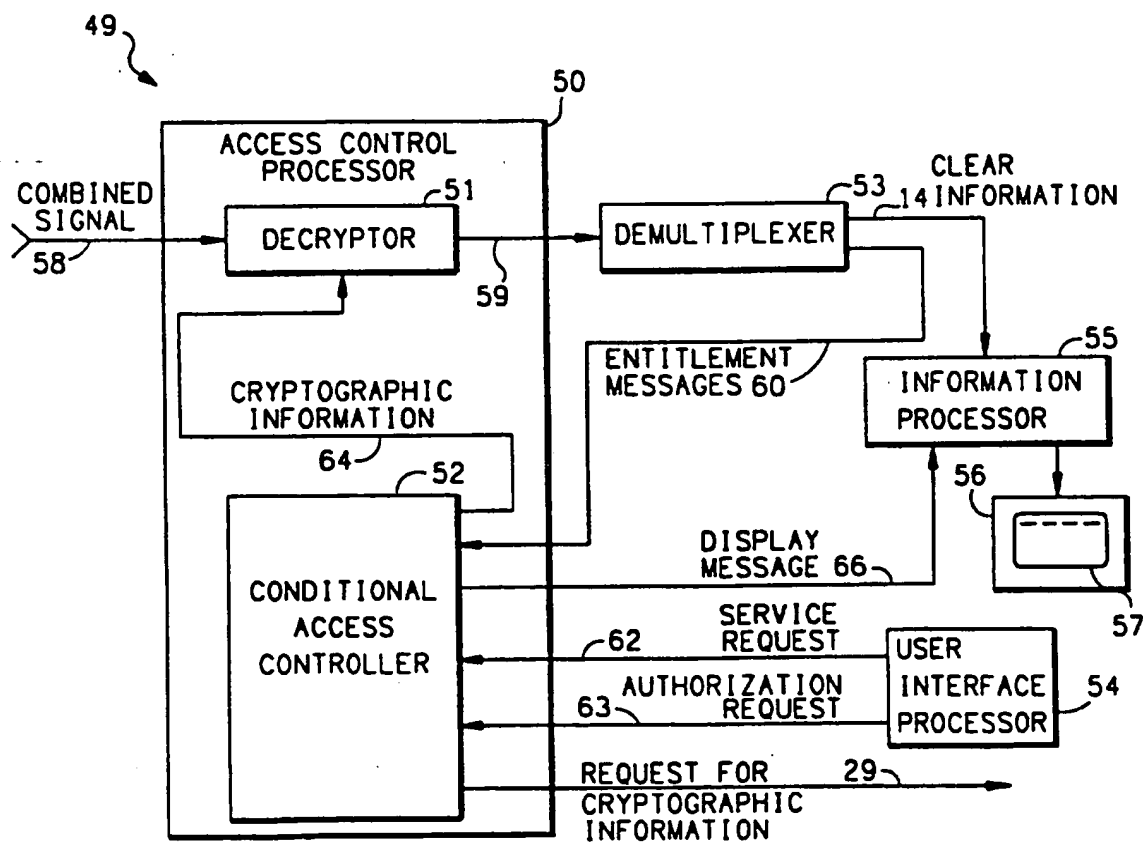 49
50
ACCESS CONTROL
PROCESSOR
COMBINED
SIGNAL
58
51
DECRYPTOR
59
53
DEMULTIPLEXER
CLEAR
14 INFORMATION
ENTITLEMENT
MESSAGES 60
55
INFORMATION
PROCESSOR
CRYPTOGRAPHIC
INFORMATION
64
52
CONDITIONAL
ACCESS
CONTROLLER
56
57
DISPLAY
MESSAGE 66
SERVICE
REQUEST
62
AUTHORIZATION
REQUEST
63
USER
INTERFACE
PROCESSOR
54
REQUEST FOR
CRYPTOGRAPHIC
INFORMATION
29